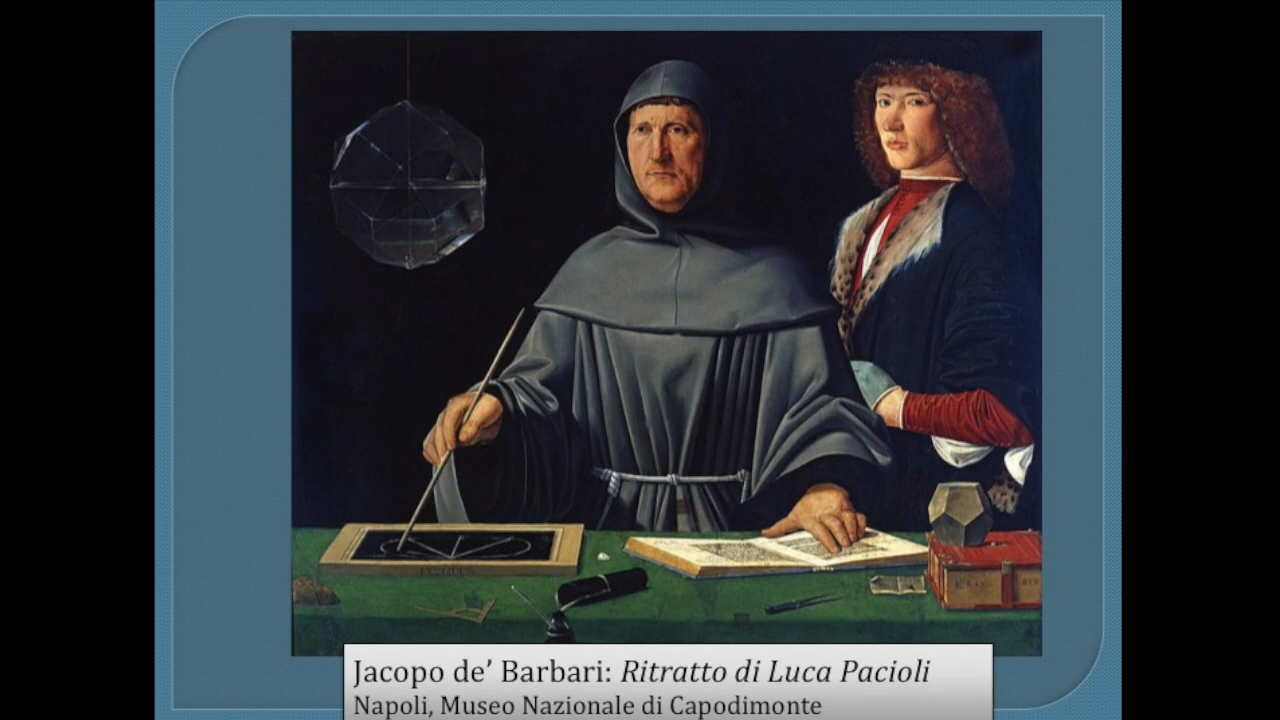 Jacopo de’ Barbari: Ritratto di Luca Pacioli
Napoli, Museo Nazionale di Capodimonte